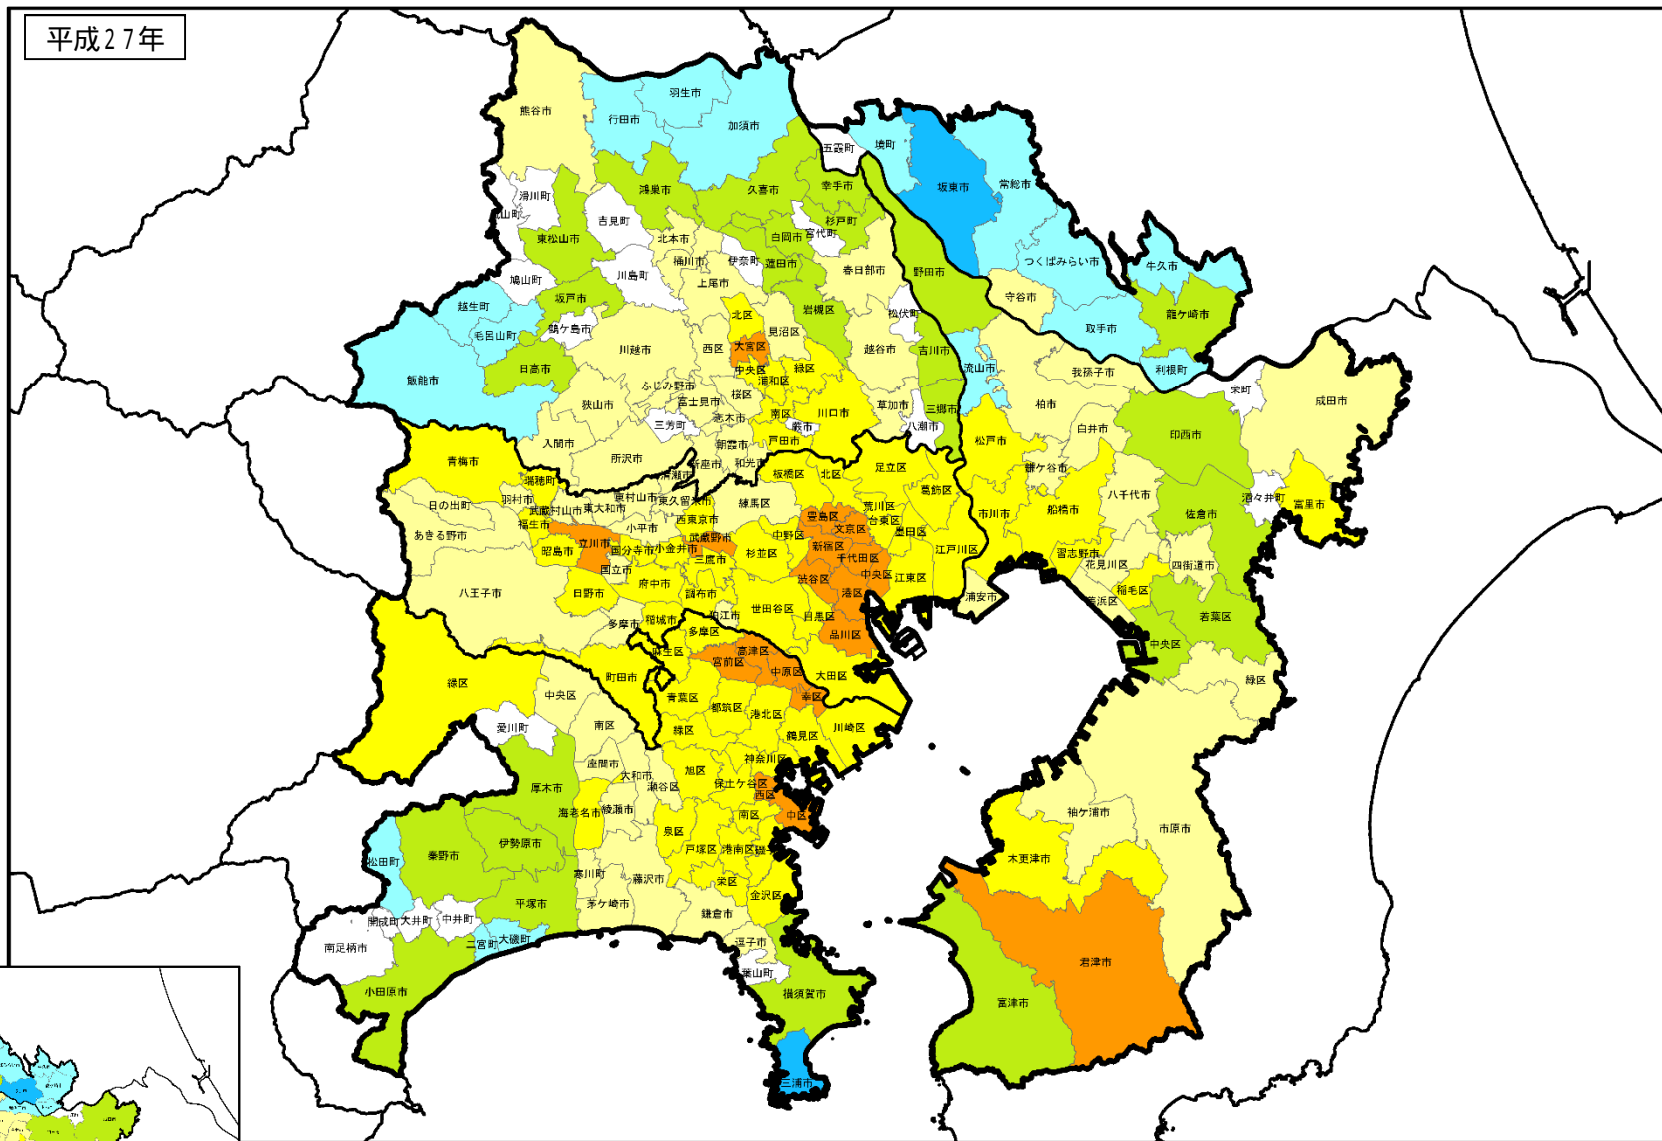 平成27年
熊谷市
行田市
羽生市
加須市
五霞町
境町
坂東市
常総市
滑川町
鴻巣市
久喜市
幸手市
吉見町
杉戸町
東松山市
北本市
白岡市
宮代町
桶川市
伊奈町
蓮田市
春日部市
野田市
つくばみらい市
牛久市
鳩山町
川島町
上尾市
守谷市
越生町
坂戸市
岩槻区
松伏町
龍ケ崎市
毛呂山町
鶴ケ島市
北区
見沼区
取手市
川越市
西区
大宮区
越谷市
吉川市
流山市
利根町
飯能市
日高市
中央区
緑区
我孫子市
ふじみ野市
浦和区
栄町
成田市
狭山市
富士見市
桜区
草加市
三郷市
柏市
三芳町
志木市
南区
川口市
八潮市
白井市
印西市
入間市
朝霞市
蕨市
戸田市
松戸市
所沢市
新座市
和光市
鎌ケ谷市
青梅市
瑞穂町
清瀬市
板橋区
北区
足立区
八千代市
酒々井町
富里市
日の出町
羽村市
武蔵村山市
東大和市
東村山市
東久留米市
練馬区
荒川区
葛飾区
市川市
船橋市
佐倉市
福生市
小平市
西東京市
豊島区
文京区
台東区
墨田区
あきる野市
昭島市
立川市
国分寺市
小金井市
武蔵野市
中野区
新宿区
千代田区
江戸川区
習志野市
花見川区
四街道市
国立市
三鷹市
杉並区
渋谷区
中央区
江東区
稲毛区
八王子市
日野市
府中市
調布市
港区
浦安市
美浜区
若葉区
多摩市
稲城市
狛江市
世田谷区
目黒区
品川区
中央区
多摩区
麻生区
高津区
宮前区
中原区
大田区
緑区
緑区
町田市
中央区
青葉区
都筑区
港北区
幸区
川崎区
愛川町
南区
緑区
鶴見区
座間市
大和市
旭区
神奈川区
厚木市
瀬谷区
保土ケ谷区
西区
海老名市
綾瀬市
南区
中区
袖ケ浦市
市原市
泉区
伊勢原市
戸塚区
港南区
秦野市
松田町
木更津市
寒川町
藤沢市
栄区
金沢区
平塚市
茅ケ崎市
鎌倉市
開成町
大井町
中井町
南足柄市
二宮町
大磯町
逗子市
葉山町
君津市
小田原市
横須賀市
富津市
三浦市